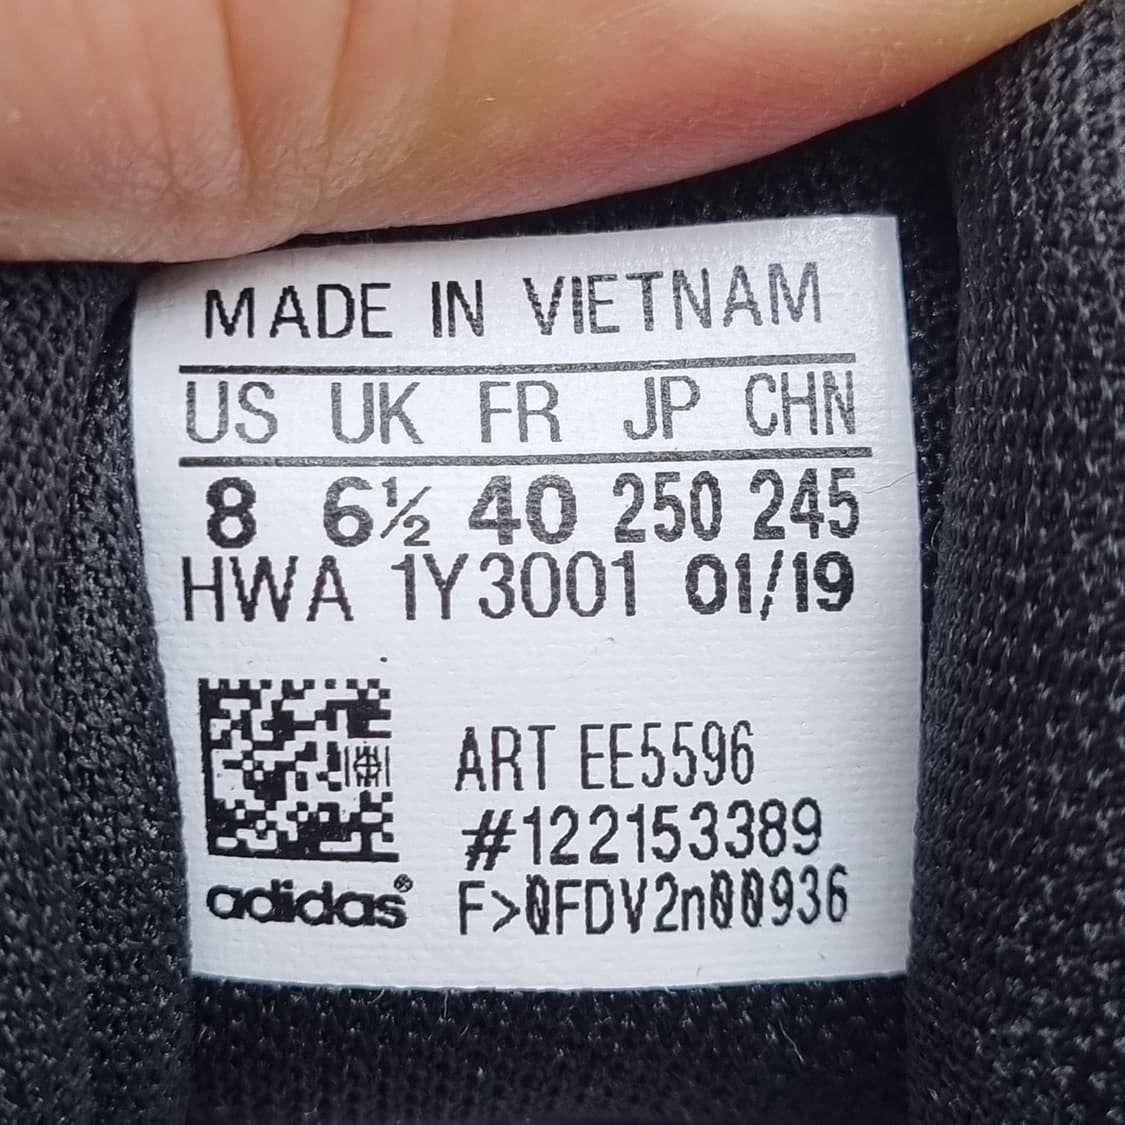 MADE IN VIETNAM
US UK FR JP CHN
8 6½ 40 250 245
HWA 1Y3001 01/19
ART EE5596
#122153389
adidas®
F>0FDV2n00936